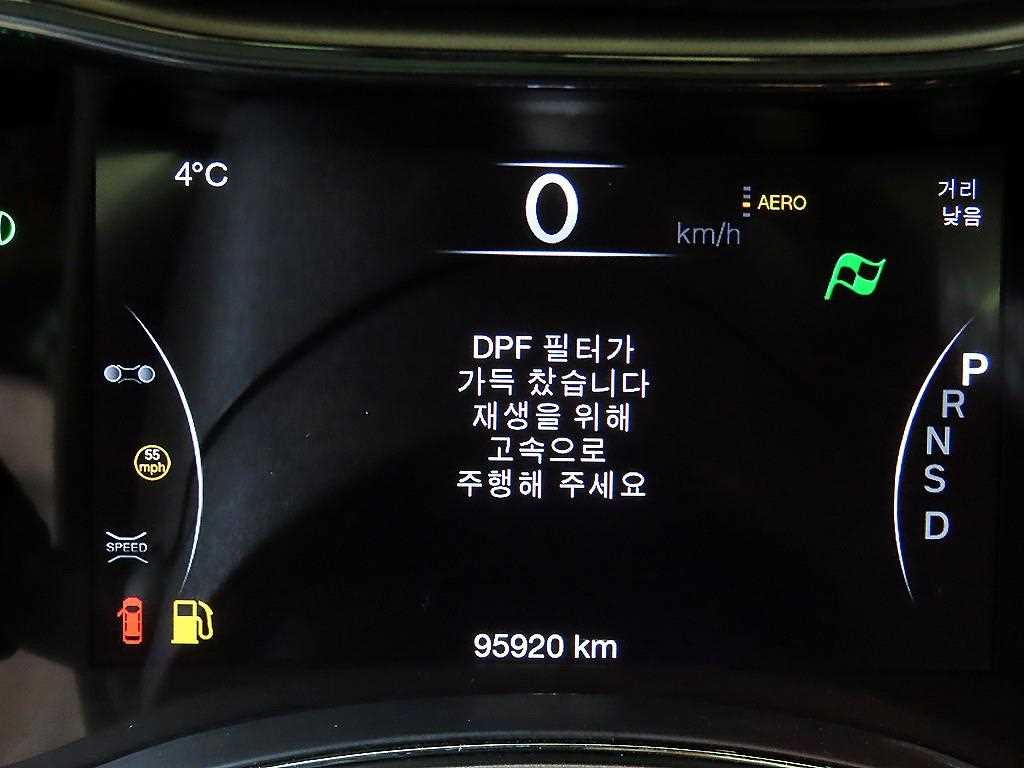 4°C
0
km/h
AERO
거리
낮음
DPF 필터가
가득 찼습니다
재생을 위해
고속으로
주행해 주세요
P
R
N
S
D
55
mph
SPEED
95920 km